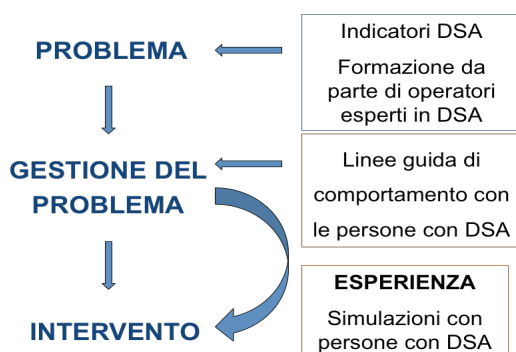 PROBLEMA
Indicatori DSA
Formazione da
parte di operatori
esperti in DSA
GESTIONE DEL
PROBLEMA
Linee guida di
comportamento con
le persone con DSA
INTERVENTO
ESPERIENZA
Simulazioni con
persone con DSA